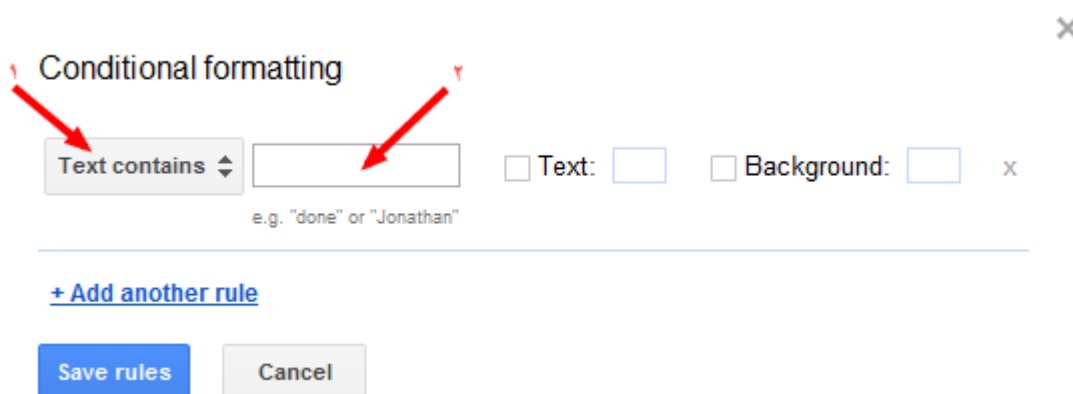 Conditional formatting
١ ٢
Text contains Text: Background: x
e.g. "done" or "Jonathan"
+ Add another rule
Save rules Cancel